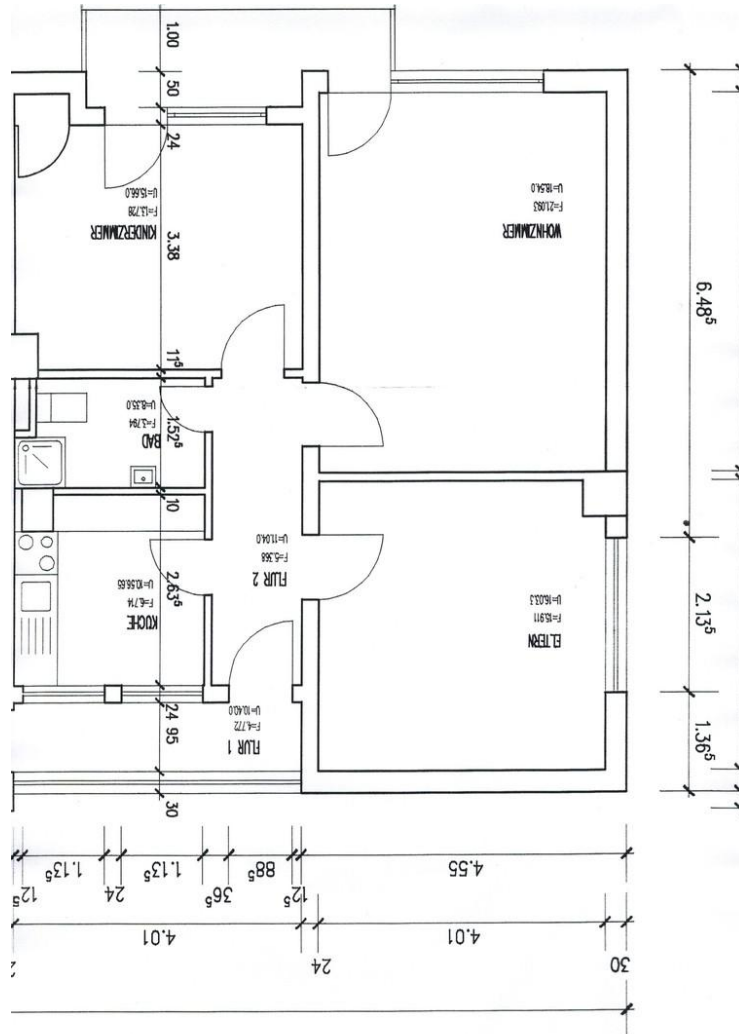 1.00
50
24
3.38
11⁵
1.52⁵
10
2.63⁵
24
95
30
KINDERZIMMER
F=13.728
U=15.66.0
WOHNZIMMER
F=21.093
U=18.54.0
BAD
F=3.794
U=8.35.0
KÜCHE
F=6.714
U=10.56.65
FLUR 2
F=5.368
U=11.04.0
ELTERN
F=15.911
U=16.03.3
FLUR 1
F=4.772
U=10.40.0
6.48⁵
2.13⁵
1.36⁵
4.55
12⁵
88⁵
36⁵
1.13⁵
24
1.13⁵
12⁵
4.01
4.01
30
24